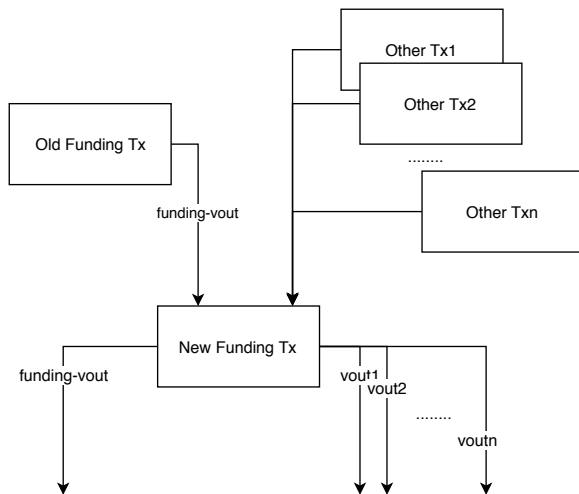 Other Tx1
Other Tx2
Old Funding Tx
........
funding-vout
Other Txn
New Funding Tx
funding-vout
vout1
vout2
........
voutn